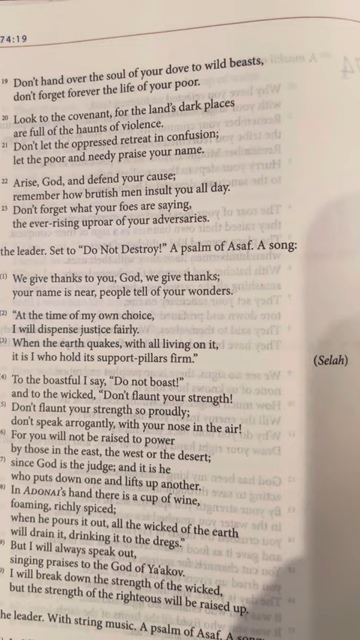 74:19
19 Don't hand over the soul of your dove to wild beasts,
don't forget forever the life of your poor.
20 Look to the covenant, for the land's dark places
are full of the haunts of violence.
21 Don't let the oppressed retreat in confusion;
let the poor and needy praise your name.
22 Arise, God, and defend your cause;
remember how brutish men insult you all day.
23 Don't forget what your foes are saying,
the ever-rising uproar of your adversaries.
the leader. Set to "Do Not Destroy!" A psalm of Asaf. A song:
(1) We give thanks to you, God, we give thanks;
your name is near, people tell of your wonders.
(2) "At the time of my own choice,
I will dispense justice fairly.
(3) When the earth quakes, with all living on it,
it is I who hold its support-pillars firm."
(Selah)
(4) To the boastful I say, "Do not boast!"
and to the wicked, "Don't flaunt your strength!
(5) Don't flaunt your strength so proudly;
don't speak arrogantly, with your nose in the air!
(6) For you will not be raised to power
by those in the east, the west or the desert;
(7) since God is the judge; and it is he
who puts down one and lifts up another.
(8) In ADONAI's hand there is a cup of wine,
foaming, richly spiced;
when he pours it out, all the wicked of the earth
will drain it, drinking it to the dregs."
But I will always speak out,
singing praises to the God of Ya'akov.
I will break down the strength of the wicked,
but the strength of the righteous will be raised up.
he leader. With string music. A psalm of Asaf. A song